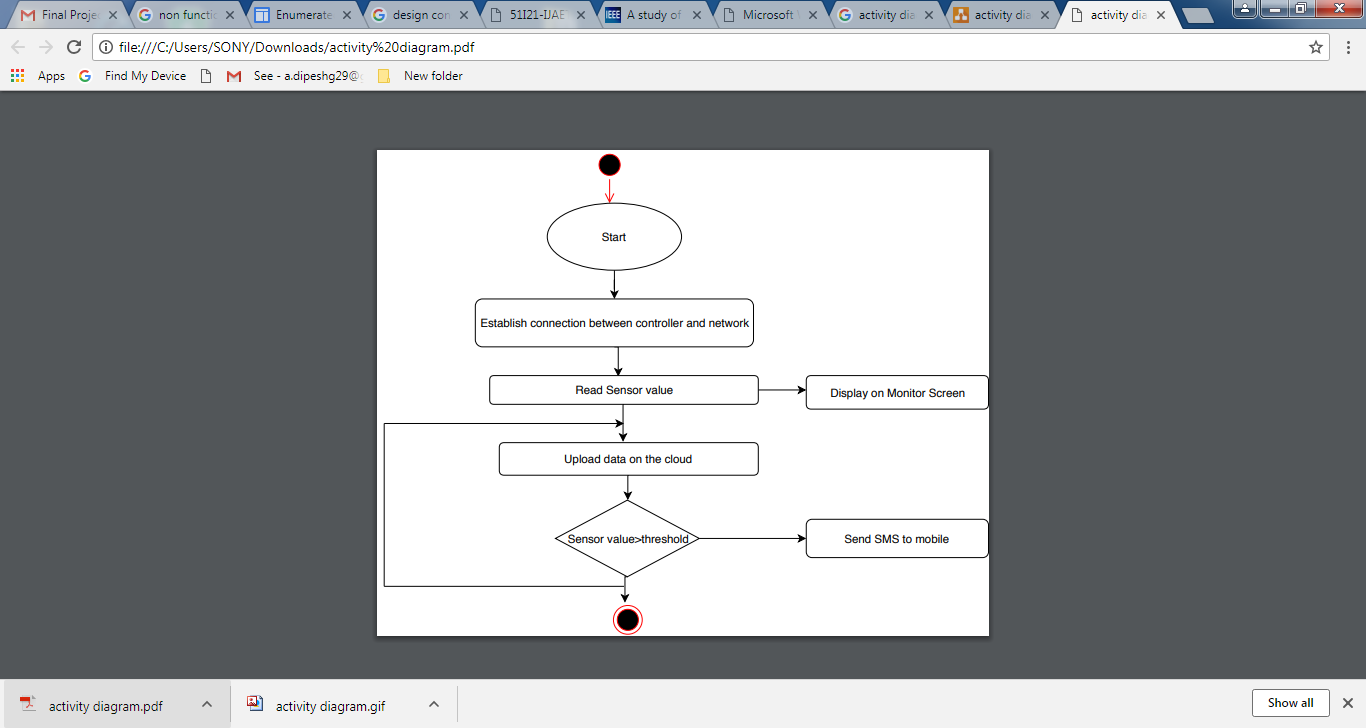 Final Proje
non functi
Enumerate
design con
51I21-IJAE
IEEE A study of
Microsoft
activity dia
activity dia
activity dia
file:///C:/Users/SONY/Downloads/activity%20diagram.pdf
Apps
Find My Device
See - a.dipeshg29@
New folder
Start
Establish connection between controller and network
Read Sensor value
Display on Monitor Screen
Upload data on the cloud
Sensor value>threshold
Send SMS to mobile
activity diagram.pdf
activity diagram.gif
Show all